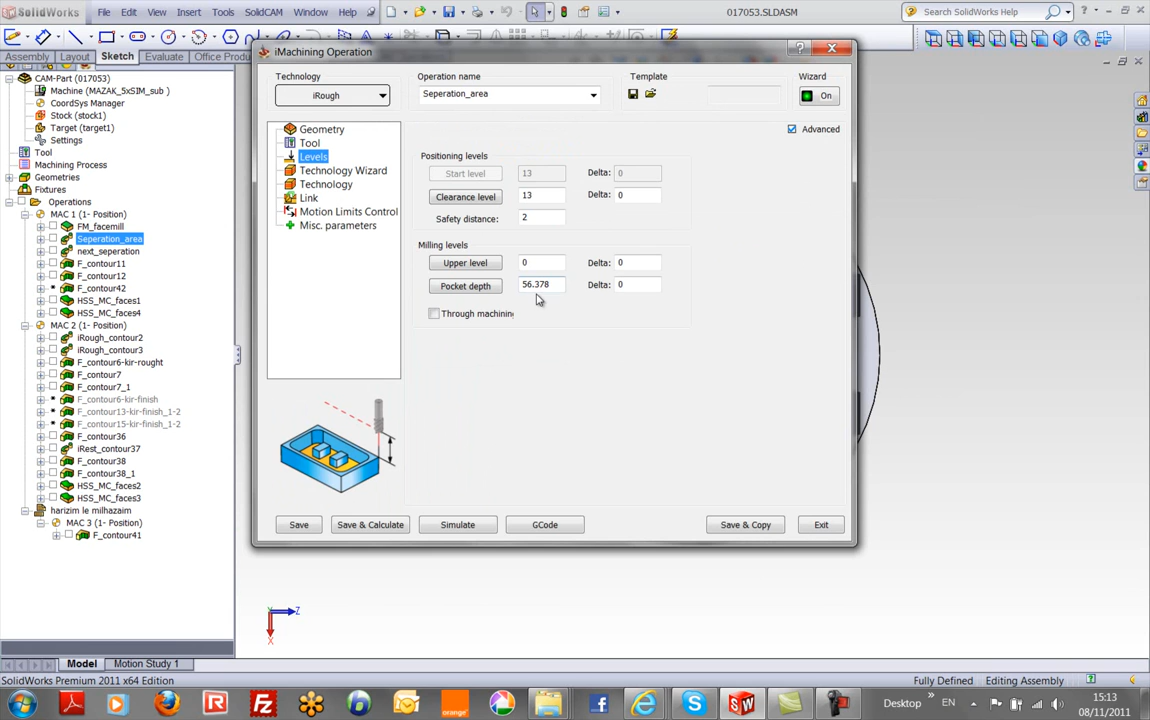 SolidWorks File Edit View Insert Tools SolidCAM Window Help 017053.SLDASM Search SolidWorks Help
Assembly Layout Sketch Evaluate Office Produ
CAM-Part (017053)
Machine (MAZAK_5xSIM_sub )
CoordSys Manager
Stock (stock1)
Target (target1)
Settings
Tool
Machining Process
Geometries
Fixtures
Operations
MAC 1 (1- Position)
FM_facemill
Seperation_area
next_seperation
F_contour11
F_contour12
F_contour42
HSS_MC_faces1
HSS_MC_faces4
MAC 2 (1- Position)
iRough_contour2
iRough_contour3
F_contour6-kir-rought
F_contour7
F_contour7_1
F_contour6-kir-finish
F_contour13-kir-finish_1-2
F_contour15-kir-finish_1-2
F_contour36
iRest_contour37
F_contour38
F_contour38_1
HSS_MC_faces2
HSS_MC_faces3
harizim le milhazaim
MAC 3 (1- Position)
F_contour41
iMachining Operation
Technology Operation name Template Wizard
iRough Seperation_area On
Geometry
Tool
Levels
Technology Wizard
Technology
Link
Motion Limits Control
Misc. parameters
Advanced
Positioning levels
Start level 13 Delta: 0
Clearance level 13 Delta: 0
Safety distance: 2
Milling levels
Upper level 0 Delta: 0
Pocket depth 56.378 Delta: 0
Through machining
Save Save & Calculate Simulate GCode Save & Copy Exit
Z
X
Model Motion Study 1
SolidWorks Premium 2011 x64 Edition Fully Defined Editing Assembly
Desktop EN 15:13
08/11/2011